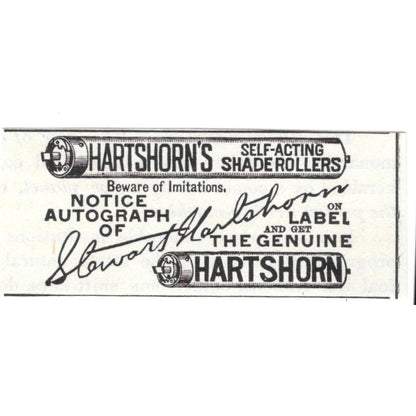 HARTSHORN'S SELF-ACTING SHADE ROLLERS
Beware of Imitations.
NOTICE
AUTOGRAPH
OF
Stewart Hartshorn
ON
LABEL
AND GET
THE GENUINE
HARTSHORN